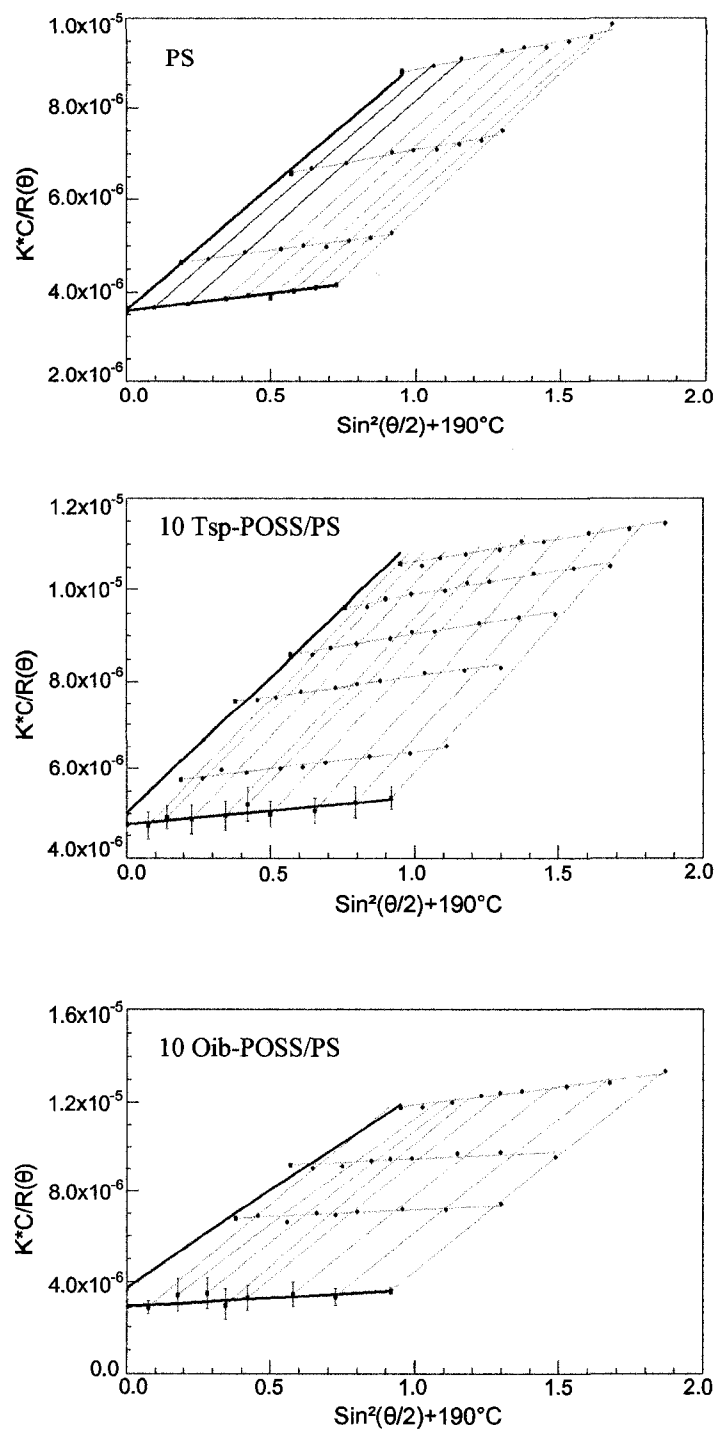 PS
K*C/R(θ)
1.0x10⁻⁵
8.0x10⁻⁶
6.0x10⁻⁶
4.0x10⁻⁶
2.0x10⁻⁶
0.0 0.5 1.0 1.5 2.0
Sin²(θ/2)+190°C
10 Tsp-POSS/PS
K*C/R(θ)
1.2x10⁻⁵
1.0x10⁻⁵
8.0x10⁻⁶
6.0x10⁻⁶
4.0x10⁻⁶
0.0 0.5 1.0 1.5 2.0
Sin²(θ/2)+190°C
10 Oib-POSS/PS
K*C/R(θ)
1.6x10⁻⁵
1.2x10⁻⁵
8.0x10⁻⁶
4.0x10⁻⁶
0.0
0.0 0.5 1.0 1.5 2.0
Sin²(θ/2)+190°C